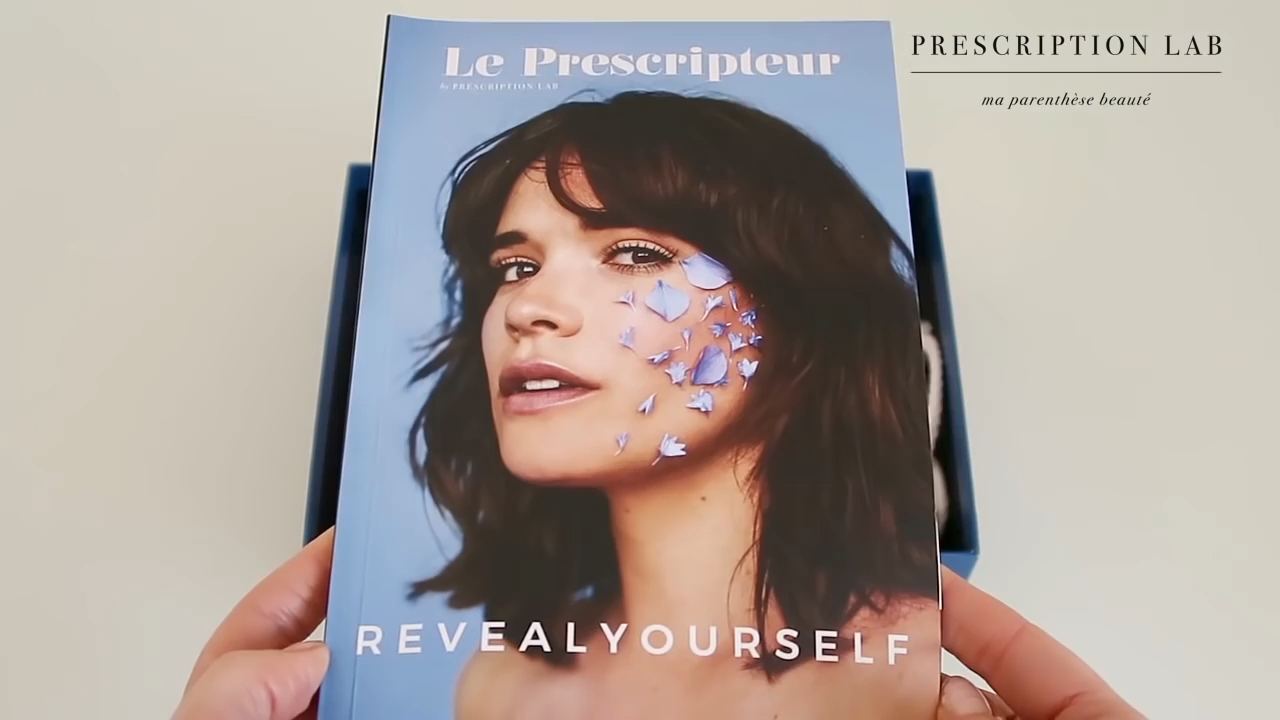 Le Prescripteur
by PRESCRIPTION LAB
REVEALYOURSELF
PRESCRIPTION LAB
ma parenthèse beauté